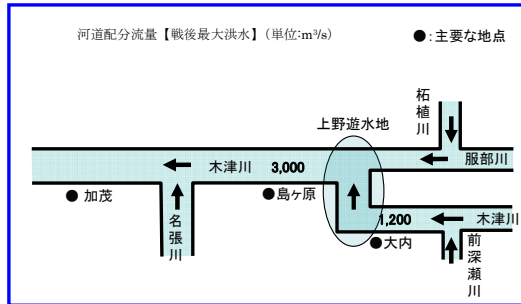 河道配分流量【戦後最大洪水】（単位:m³/s）
●：主要な地点
柘植川
上野遊水地
服部川
木津川 3,000
加茂
名張川
島ヶ原
1,200 木津川
大内
前深瀬川